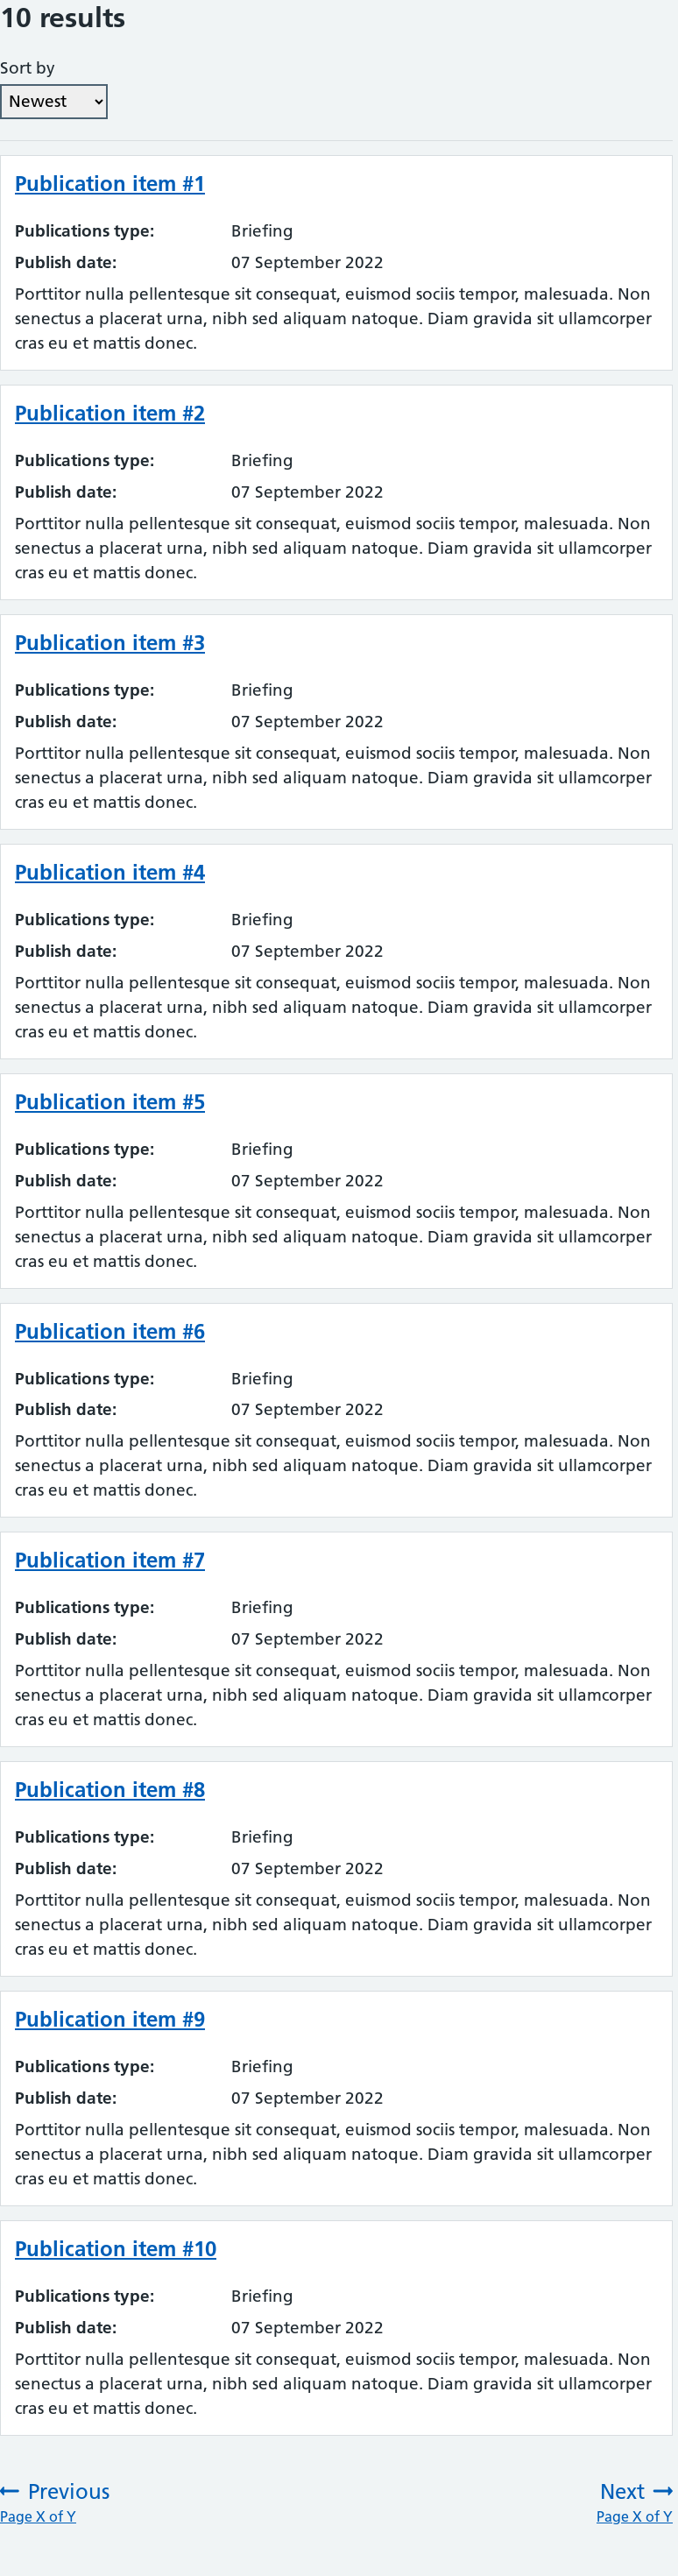 10 results
Sort by
Newest
Publication item #1
Publications type: Briefing
Publish date: 07 September 2022
Porttitor nulla pellentesque sit consequat, euismod sociis tempor, malesuada. Non
senectus a placerat urna, nibh sed aliquam natoque. Diam gravida sit ullamcorper
cras eu et mattis donec.
Publication item #2
Publications type: Briefing
Publish date: 07 September 2022
Porttitor nulla pellentesque sit consequat, euismod sociis tempor, malesuada. Non
senectus a placerat urna, nibh sed aliquam natoque. Diam gravida sit ullamcorper
cras eu et mattis donec.
Publication item #3
Publications type: Briefing
Publish date: 07 September 2022
Porttitor nulla pellentesque sit consequat, euismod sociis tempor, malesuada. Non
senectus a placerat urna, nibh sed aliquam natoque. Diam gravida sit ullamcorper
cras eu et mattis donec.
Publication item #4
Publications type: Briefing
Publish date: 07 September 2022
Porttitor nulla pellentesque sit consequat, euismod sociis tempor, malesuada. Non
senectus a placerat urna, nibh sed aliquam natoque. Diam gravida sit ullamcorper
cras eu et mattis donec.
Publication item #5
Publications type: Briefing
Publish date: 07 September 2022
Porttitor nulla pellentesque sit consequat, euismod sociis tempor, malesuada. Non
senectus a placerat urna, nibh sed aliquam natoque. Diam gravida sit ullamcorper
cras eu et mattis donec.
Publication item #6
Publications type: Briefing
Publish date: 07 September 2022
Porttitor nulla pellentesque sit consequat, euismod sociis tempor, malesuada. Non
senectus a placerat urna, nibh sed aliquam natoque. Diam gravida sit ullamcorper
cras eu et mattis donec.
Publication item #7
Publications type: Briefing
Publish date: 07 September 2022
Porttitor nulla pellentesque sit consequat, euismod sociis tempor, malesuada. Non
senectus a placerat urna, nibh sed aliquam natoque. Diam gravida sit ullamcorper
cras eu et mattis donec.
Publication item #8
Publications type: Briefing
Publish date: 07 September 2022
Porttitor nulla pellentesque sit consequat, euismod sociis tempor, malesuada. Non
senectus a placerat urna, nibh sed aliquam natoque. Diam gravida sit ullamcorper
cras eu et mattis donec.
Publication item #9
Publications type: Briefing
Publish date: 07 September 2022
Porttitor nulla pellentesque sit consequat, euismod sociis tempor, malesuada. Non
senectus a placerat urna, nibh sed aliquam natoque. Diam gravida sit ullamcorper
cras eu et mattis donec.
Publication item #10
Publications type: Briefing
Publish date: 07 September 2022
Porttitor nulla pellentesque sit consequat, euismod sociis tempor, malesuada. Non
senectus a placerat urna, nibh sed aliquam natoque. Diam gravida sit ullamcorper
cras eu et mattis donec.
Previous Next
Page X of Y Page X of Y